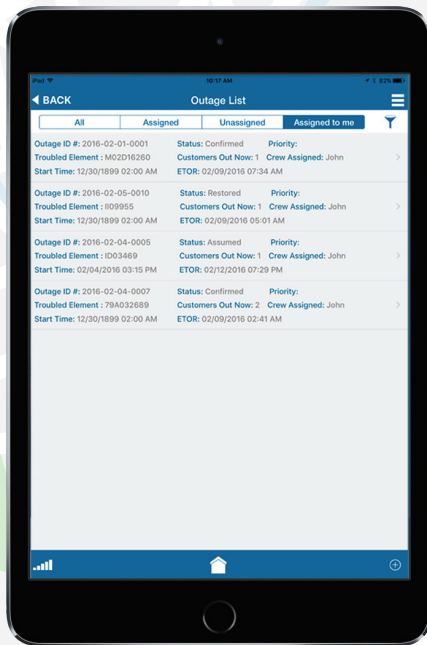 iPad 10:17 AM 82%
BACK Outage List
All Assigned Unassigned Assigned to me
Outage ID #: 2016-02-01-0001 Status: Confirmed Priority:
Troubled Element : M02D16260 Customers Out Now: 1 Crew Assigned: John
Start Time: 12/30/1899 02:00 AM ETOR: 02/09/2016 07:34 AM
Outage ID #: 2016-02-05-0010 Status: Restored Priority:
Troubled Element : II09955 Customers Out Now: 1 Crew Assigned: John
Start Time: 12/30/1899 02:00 AM ETOR: 02/09/2016 05:01 AM
Outage ID #: 2016-02-04-0005 Status: Assumed Priority:
Troubled Element : ID03469 Customers Out Now: 1 Crew Assigned: John
Start Time: 02/04/2016 03:15 PM ETOR: 02/12/2016 07:29 PM
Outage ID #: 2016-02-04-0007 Status: Confirmed Priority:
Troubled Element : 79A032689 Customers Out Now: 2 Crew Assigned: John
Start Time: 12/30/1899 02:00 AM ETOR: 02/09/2016 02:41 AM